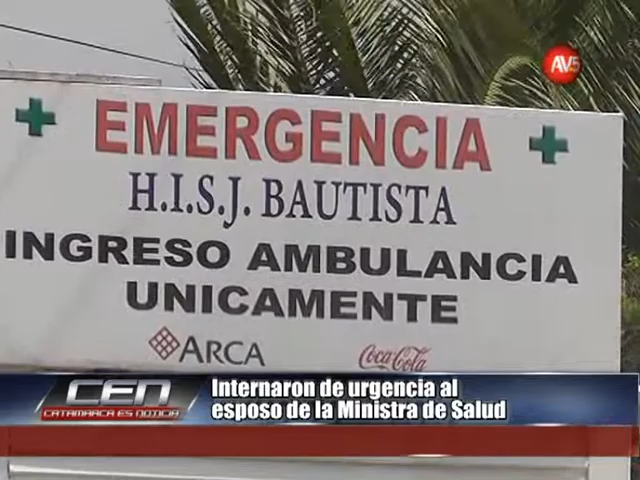 AV5
EMERGENCIA
H.I.S.J. BAUTISTA
INGRESO AMBULANCIA
UNICAMENTE
ARCA
Coca-Cola
CEN
CATAMARCA ES NOTICIA
Internaron de urgencia al
esposo de la Ministra de Salud